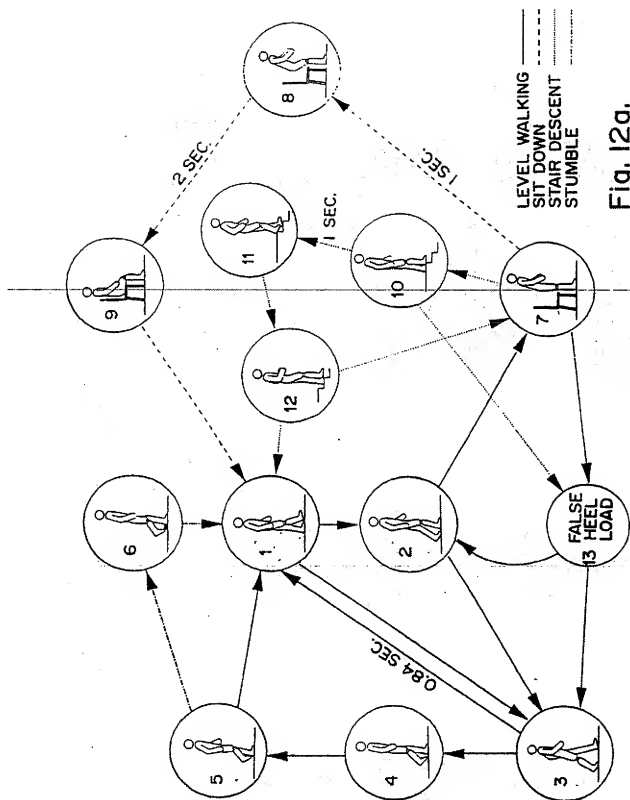 8
2 SEC.
1 SEC.
9
11
1 SEC.
10
7
12
6
1
2
13 FALSE
HEEL
LOAD
0.84 SEC.
5
4
3
LEVEL WALKING
SIT DOWN
STAIR DESCENT
STUMBLE
Fig. 12a.